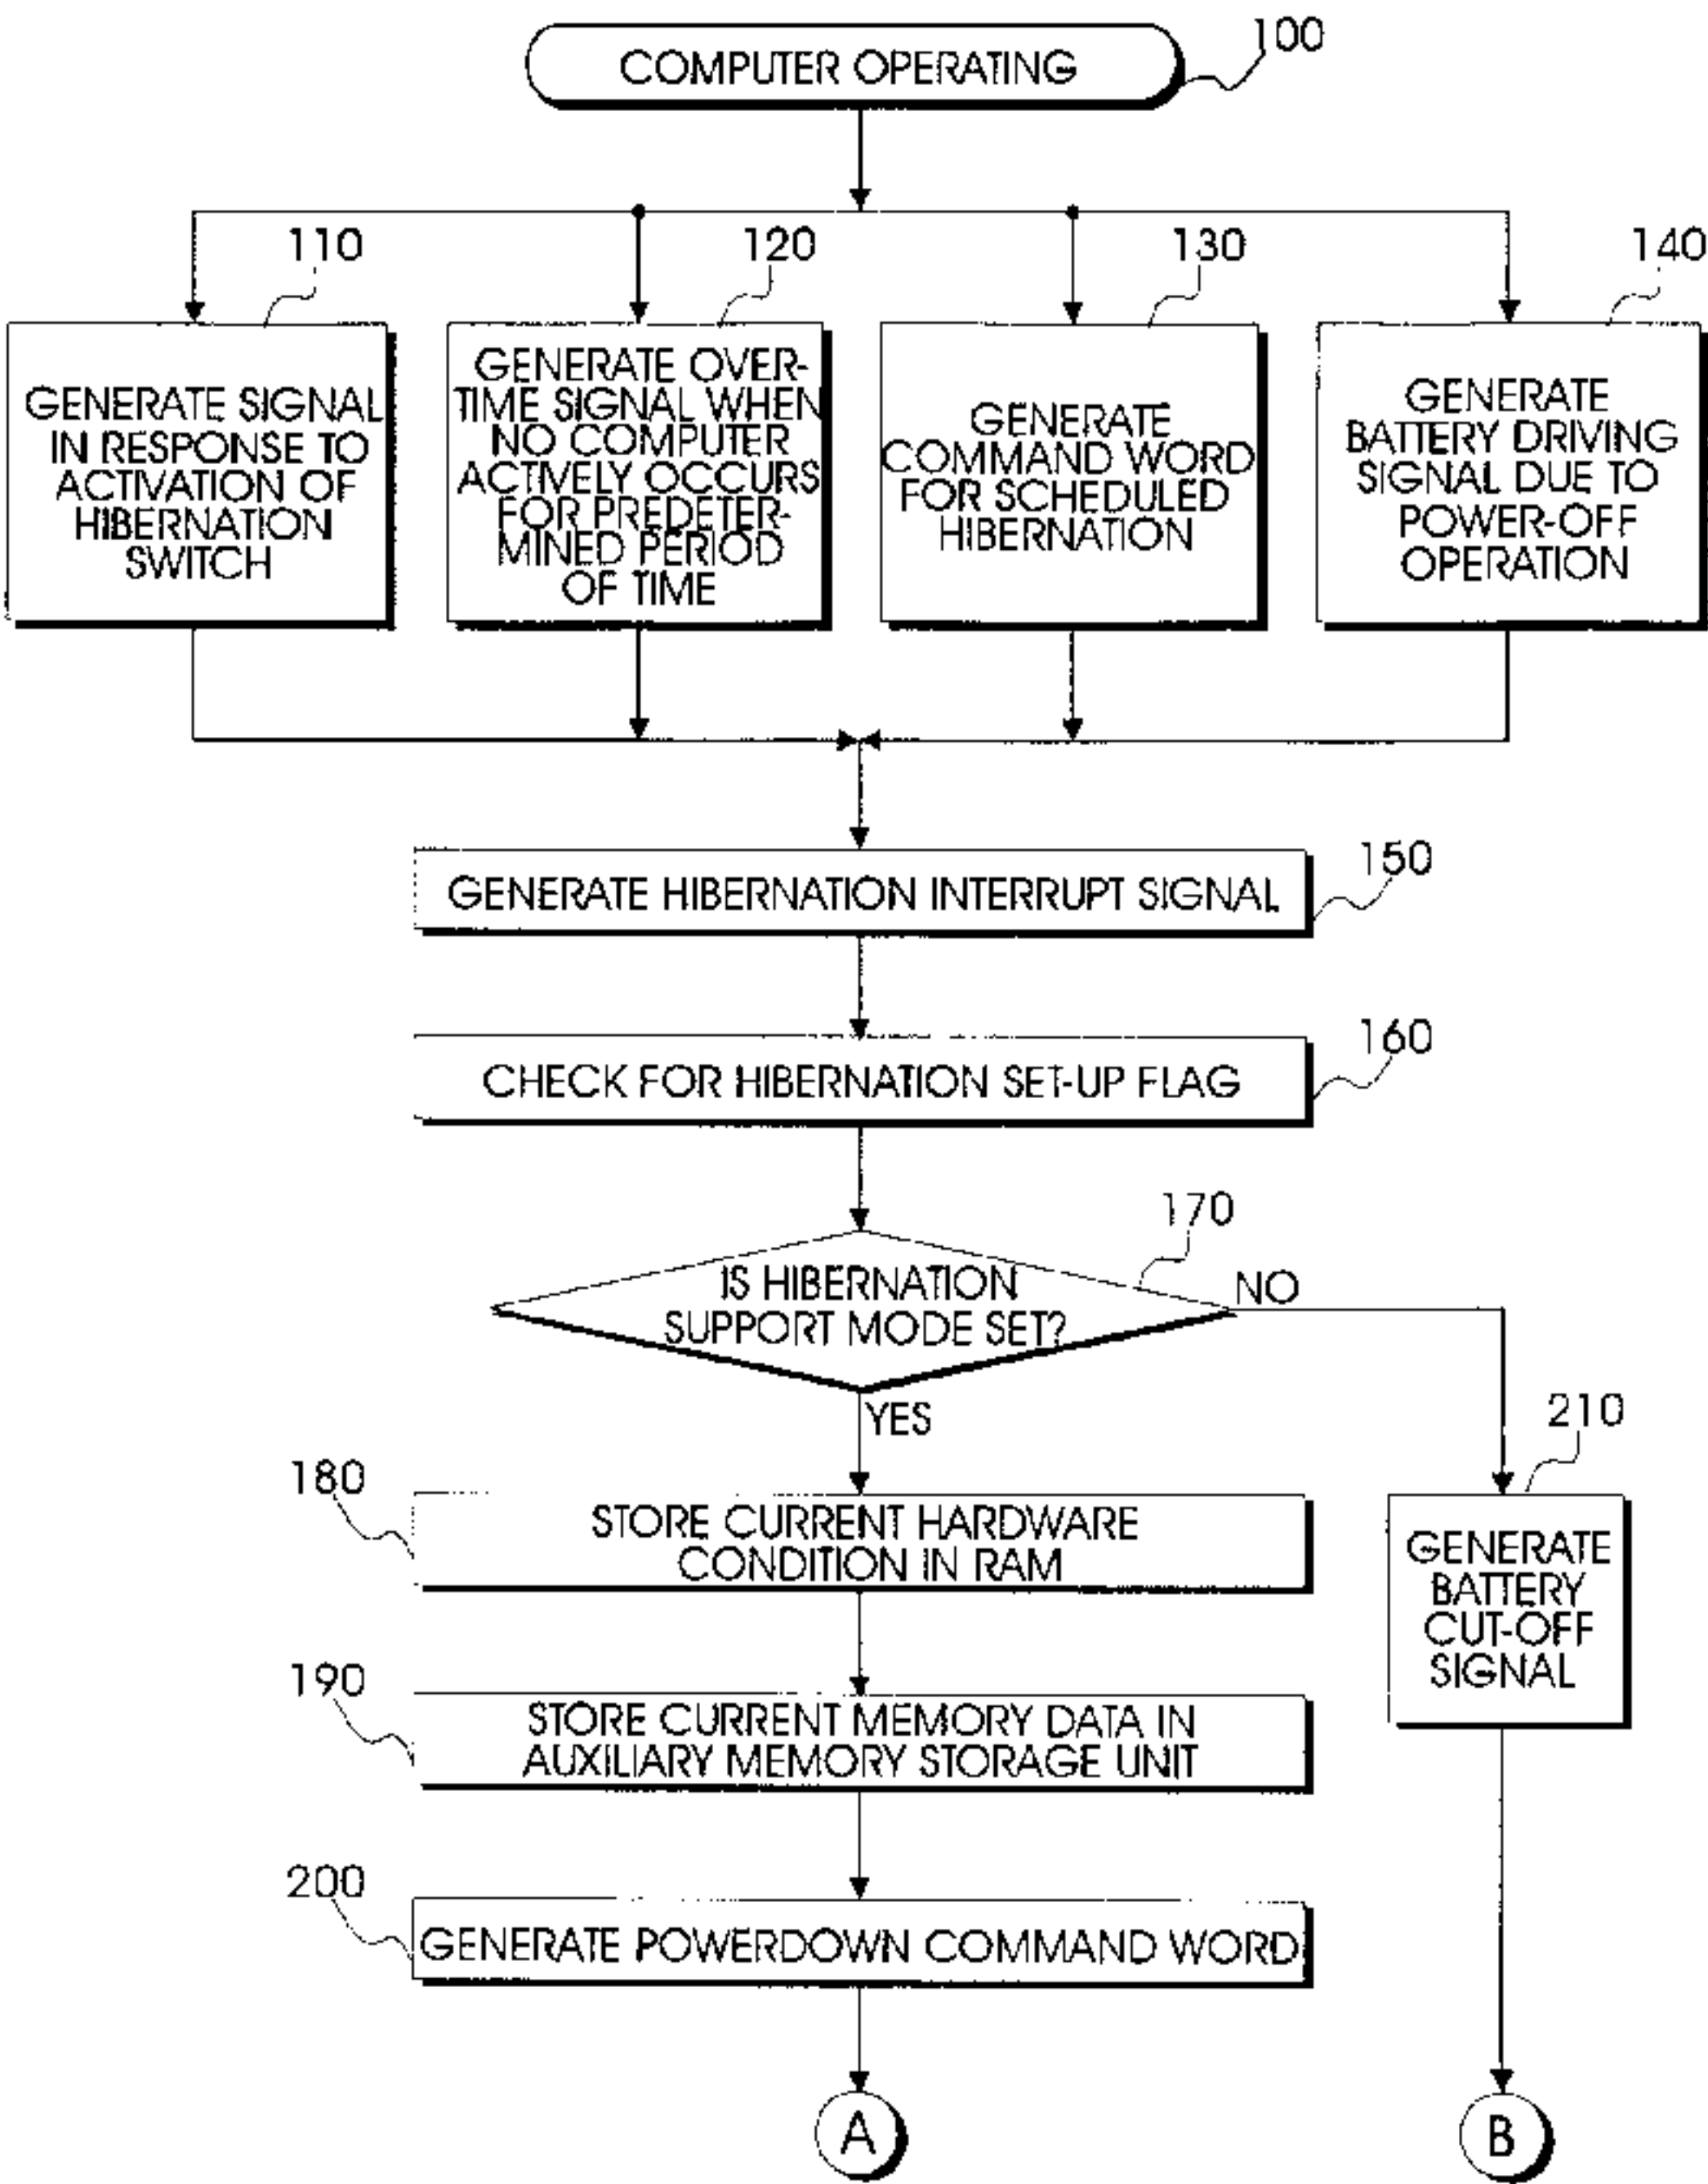 COMPUTER OPERATING
100
110
120
130
140
GENERATE SIGNAL
IN RESPONSE TO
ACTIVATION OF
HIBERNATION
SWITCH
GENERATE OVER-
TIME SIGNAL WHEN
NO COMPUTER
ACTIVELY OCCURS
FOR PREDETER-
MINED PERIOD
OF TIME
GENERATE
COMMAND WORD
FOR SCHEDULED
HIBERNATION
GENERATE
BATTERY DRIVING
SIGNAL DUE TO
POWER-OFF
OPERATION
150
GENERATE HIBERNATION INTERRUPT SIGNAL
160
CHECK FOR HIBERNATION SET-UP FLAG
170
IS HIBERNATION
SUPPORT MODE SET?
NO
YES
180
STORE CURRENT HARDWARE
CONDITION IN RAM
210
GENERATE
BATTERY
CUT-OFF
SIGNAL
190
STORE CURRENT MEMORY DATA IN
AUXILIARY MEMORY STORAGE UNIT
200
GENERATE POWERDOWN COMMAND WORD
A
B